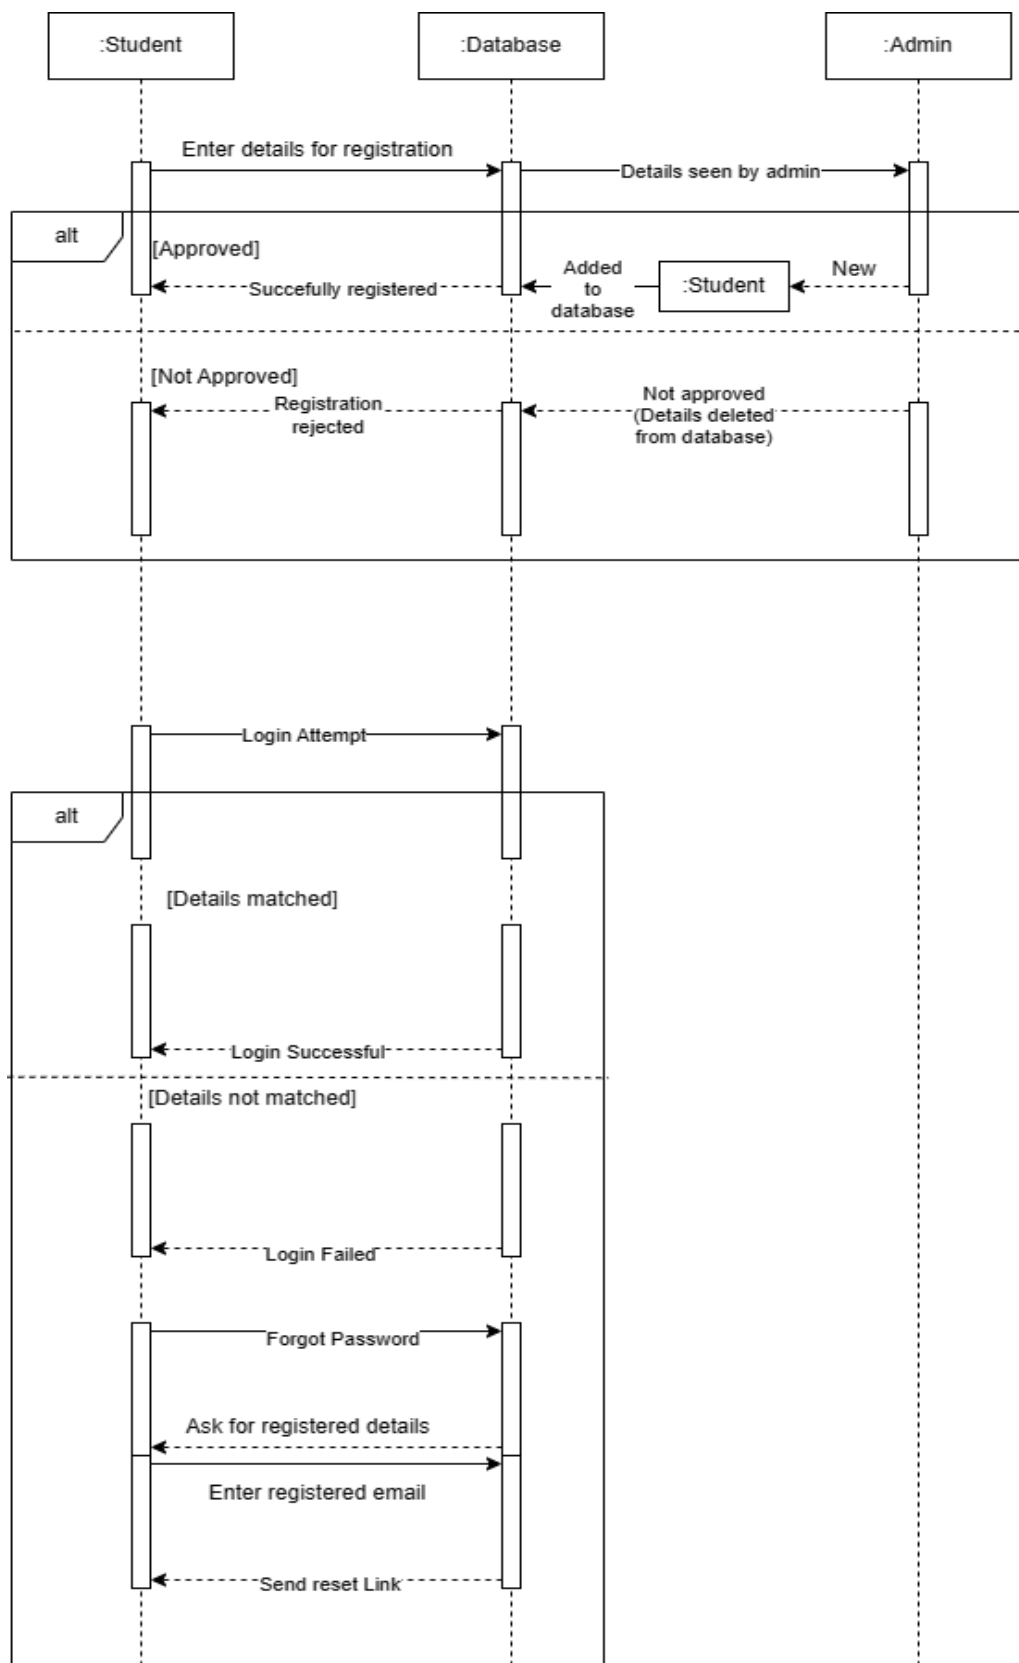 :Student
:Database
:Admin
Enter details for registration
Details seen by admin
alt
[Approved]
Succefully registered
Added
to
database
:Student
New
[Not Approved]
Registration
rejected
Not approved
(Details deleted
from database)
Login Attempt
alt
[Details matched]
Login Successful
[Details not matched]
Login Failed
Forgot Password
Ask for registered details
Enter registered email
Send reset Link